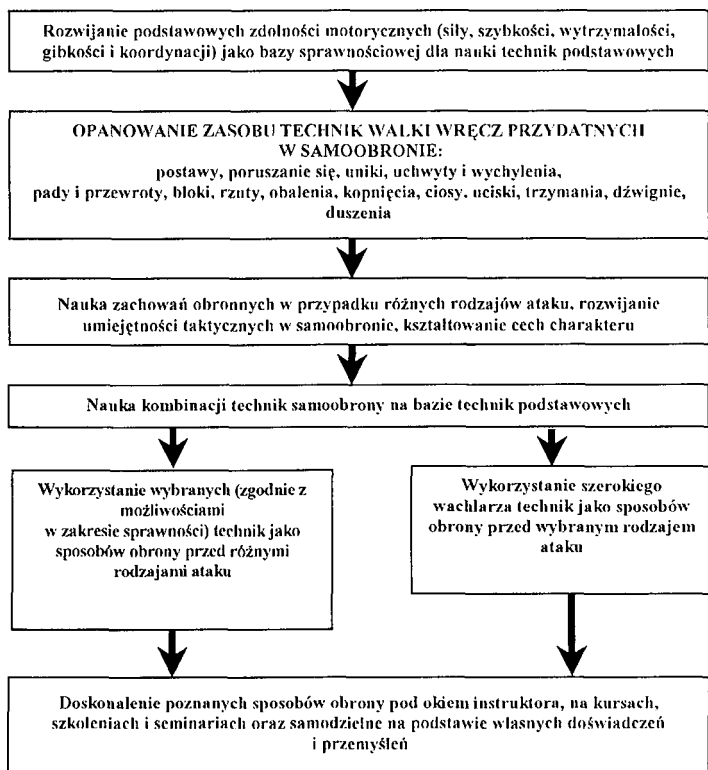 Rozwijanie podstawowych zdolności motorycznych (siły, szybkości, wytrzymałości,
gibkości i koordynacji) jako bazy sprawnościowej dla nauki technik podstawowych
OPANOWANIE ZASOBU TECHNIK WALKI WRĘCZ PRZYDATNYCH
W SAMOOBRONIE:
postawy, poruszanie się, uniki, uchwyty i wychylenia,
pady i przewroty, bloki, rzuty, obalenia, kopnięcia, ciosy, uciski, trzymania, dźwignie,
duszenia
Nauka zachowań obronnych w przypadku różnych rodzajów ataku, rozwijanie
umiejętności taktycznych w samoobronie, kształtowanie cech charakteru
Nauka kombinacji technik samoobrony na bazie technik podstawowych
Wykorzystanie wybranych (zgodnie z
możliwościami
w zakresie sprawności) technik jako
sposobów obrony przed różnymi
rodzajami ataku
Wykorzystanie szerokiego
wachlarza technik jako sposobów
obrony przed wybranym rodzajem
ataku
Doskonalenie poznanych sposobów obrony pod okiem instruktora, na kursach,
szkoleniach i seminariach oraz samodzielne na podstawie własnych doświadczeń
i przemyśleń